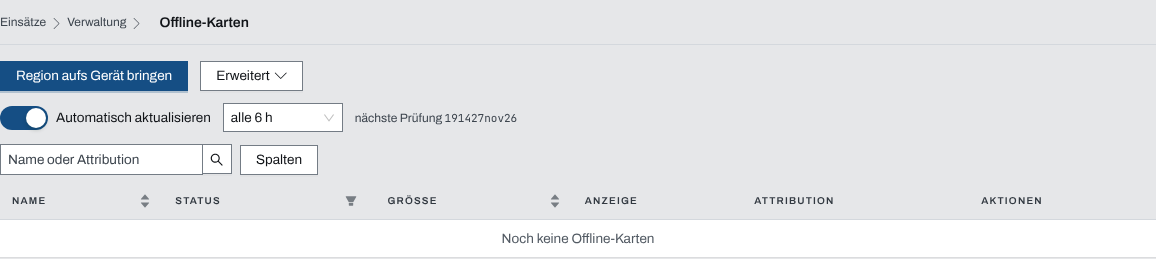 Einsätze > Verwaltung > Offline-Karten
Region aufs Gerät bringen Erweitert
Automatisch aktualisieren alle 6 h nächste Prüfung 191427nov26
Name oder Attribution Spalten
NAME STATUS GRÖSSE ANZEIGE ATTRIBUTION AKTIONEN
Noch keine Offline-Karten